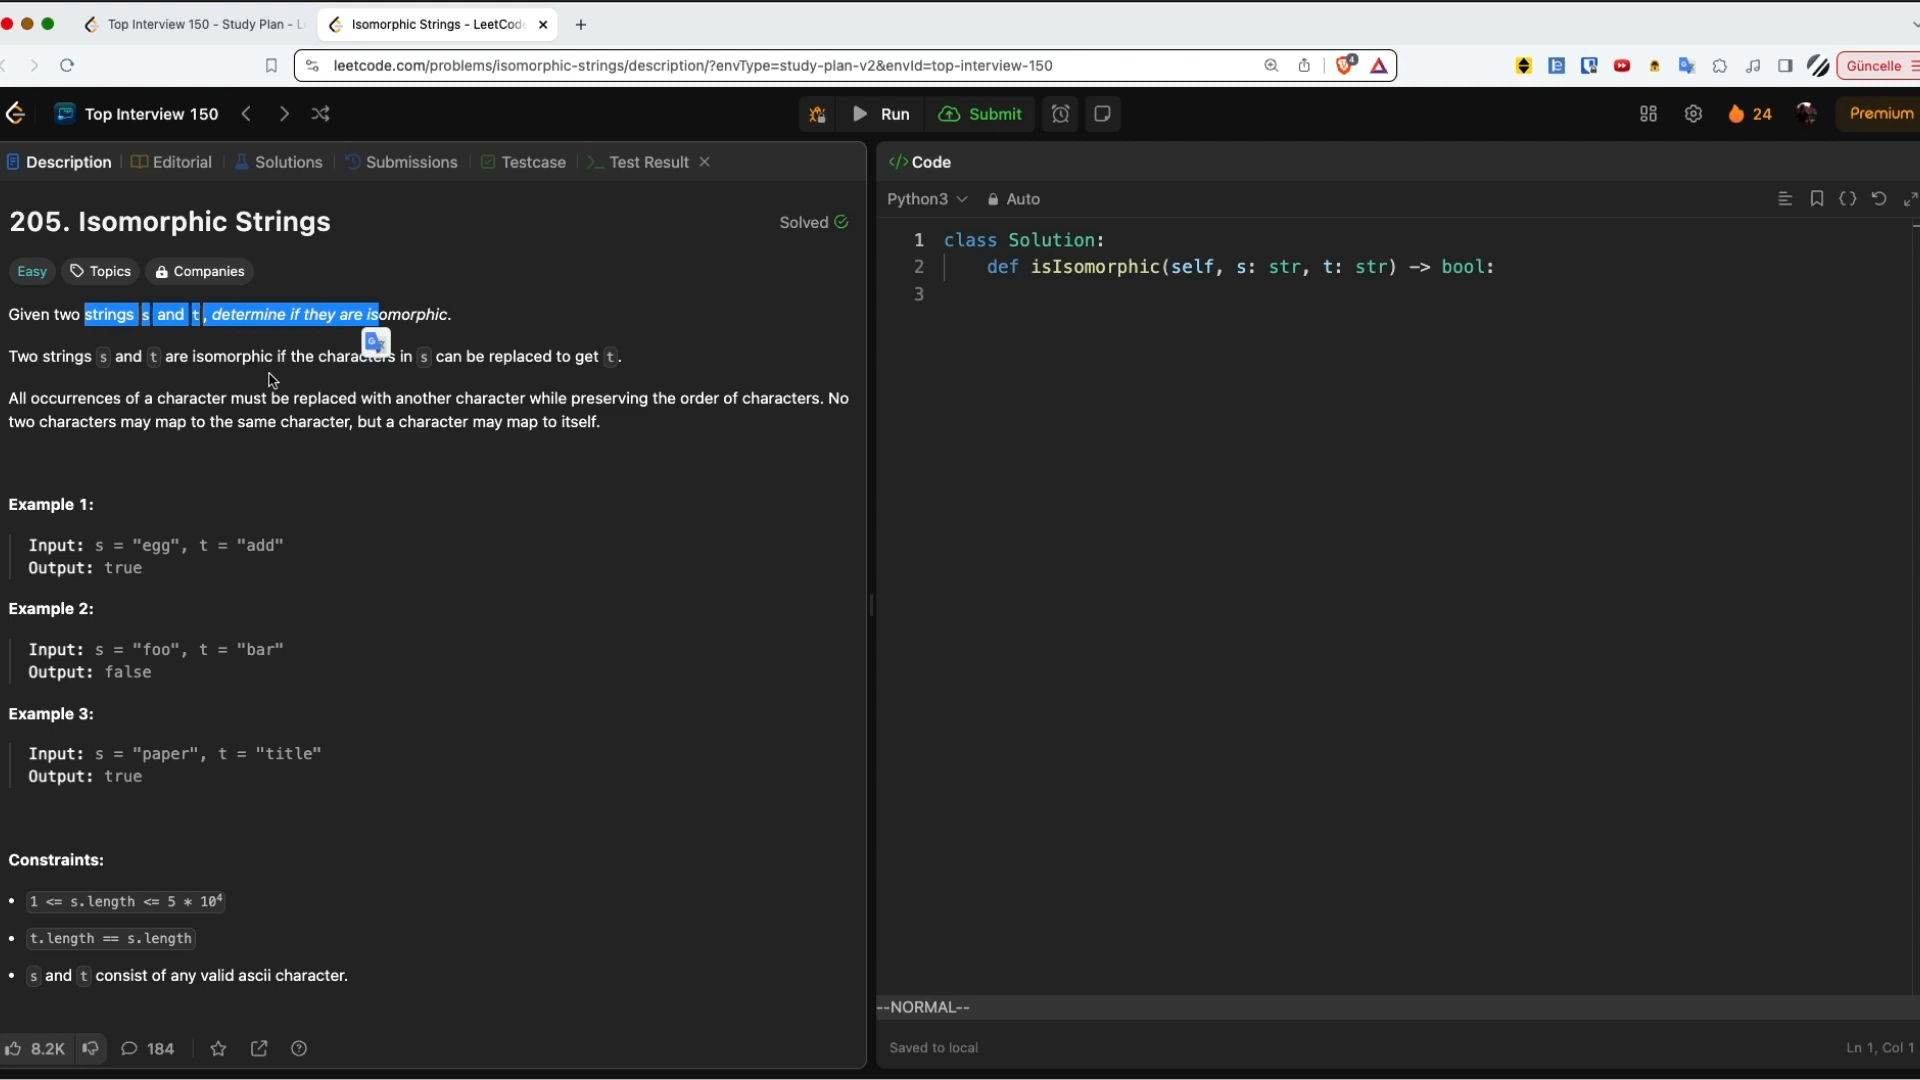 Top Interview 150 - Study Plan - L
Isomorphic Strings - LeetCod
leetcode.com/problems/isomorphic-strings/description/?envType=study-plan-v2&envId=top-interview-150
4
Güncelle
Top Interview 150
Run
Submit
24
Premium
Description
Editorial
Solutions
Submissions
Testcase
Test Result
</> Code
205. Isomorphic Strings
Solved
Easy
Topics
Companies
Given two strings s and t, determine if they are isomorphic.
Two strings s and t are isomorphic if the characters in s can be replaced to get t.
All occurrences of a character must be replaced with another character while preserving the order of characters. No
two characters may map to the same character, but a character may map to itself.
Example 1:
Input: s = "egg", t = "add"
Output: true
Example 2:
Input: s = "foo", t = "bar"
Output: false
Example 3:
Input: s = "paper", t = "title"
Output: true
Constraints:
• 1 <= s.length <= 5 * 10⁴
• t.length == s.length
• s and t consist of any valid ascii character.
8.2K
184
Python3
Auto
1 class Solution:
2 def isIsomorphic(self, s: str, t: str) -> bool:
3
--NORMAL--
Saved to local
Ln 1, Col 1